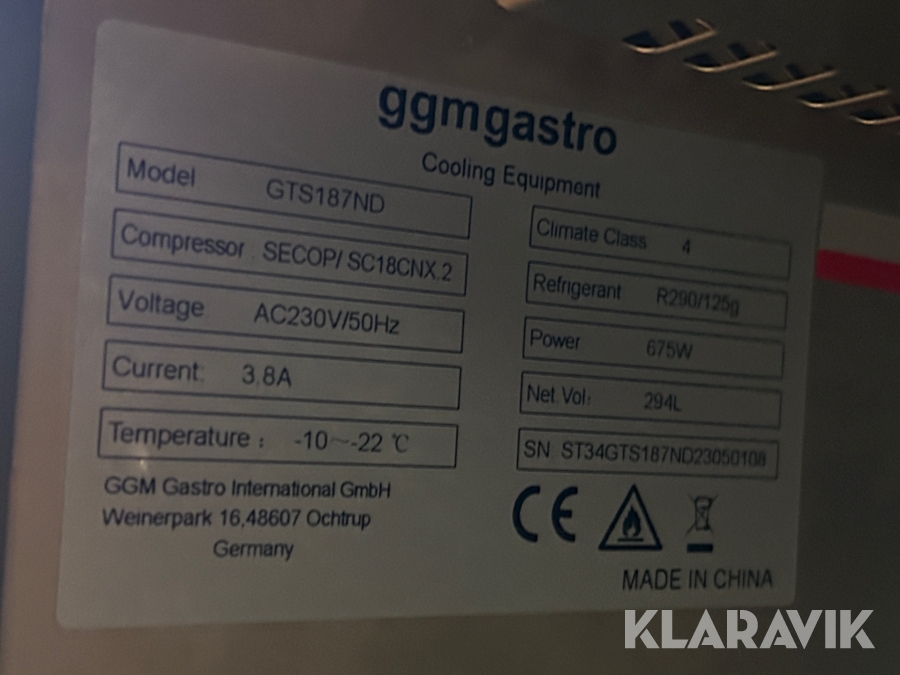 ggmgastro
Cooling Equipment
Model GTS187ND
Compressor SECOP/ SC18CNX.2
Voltage AC230V/50Hz
Current: 3.8A
Temperature: -10~-22 ℃
GGM Gastro International GmbH
Weinerpark 16,48607 Ochtrup
Germany
Climate Class 4
Refrigerant R290/125g
Power 675W
Net.Vol: 294L
SN ST34GTS187ND23050108
CE
MADE IN CHINA
KLARAVIK